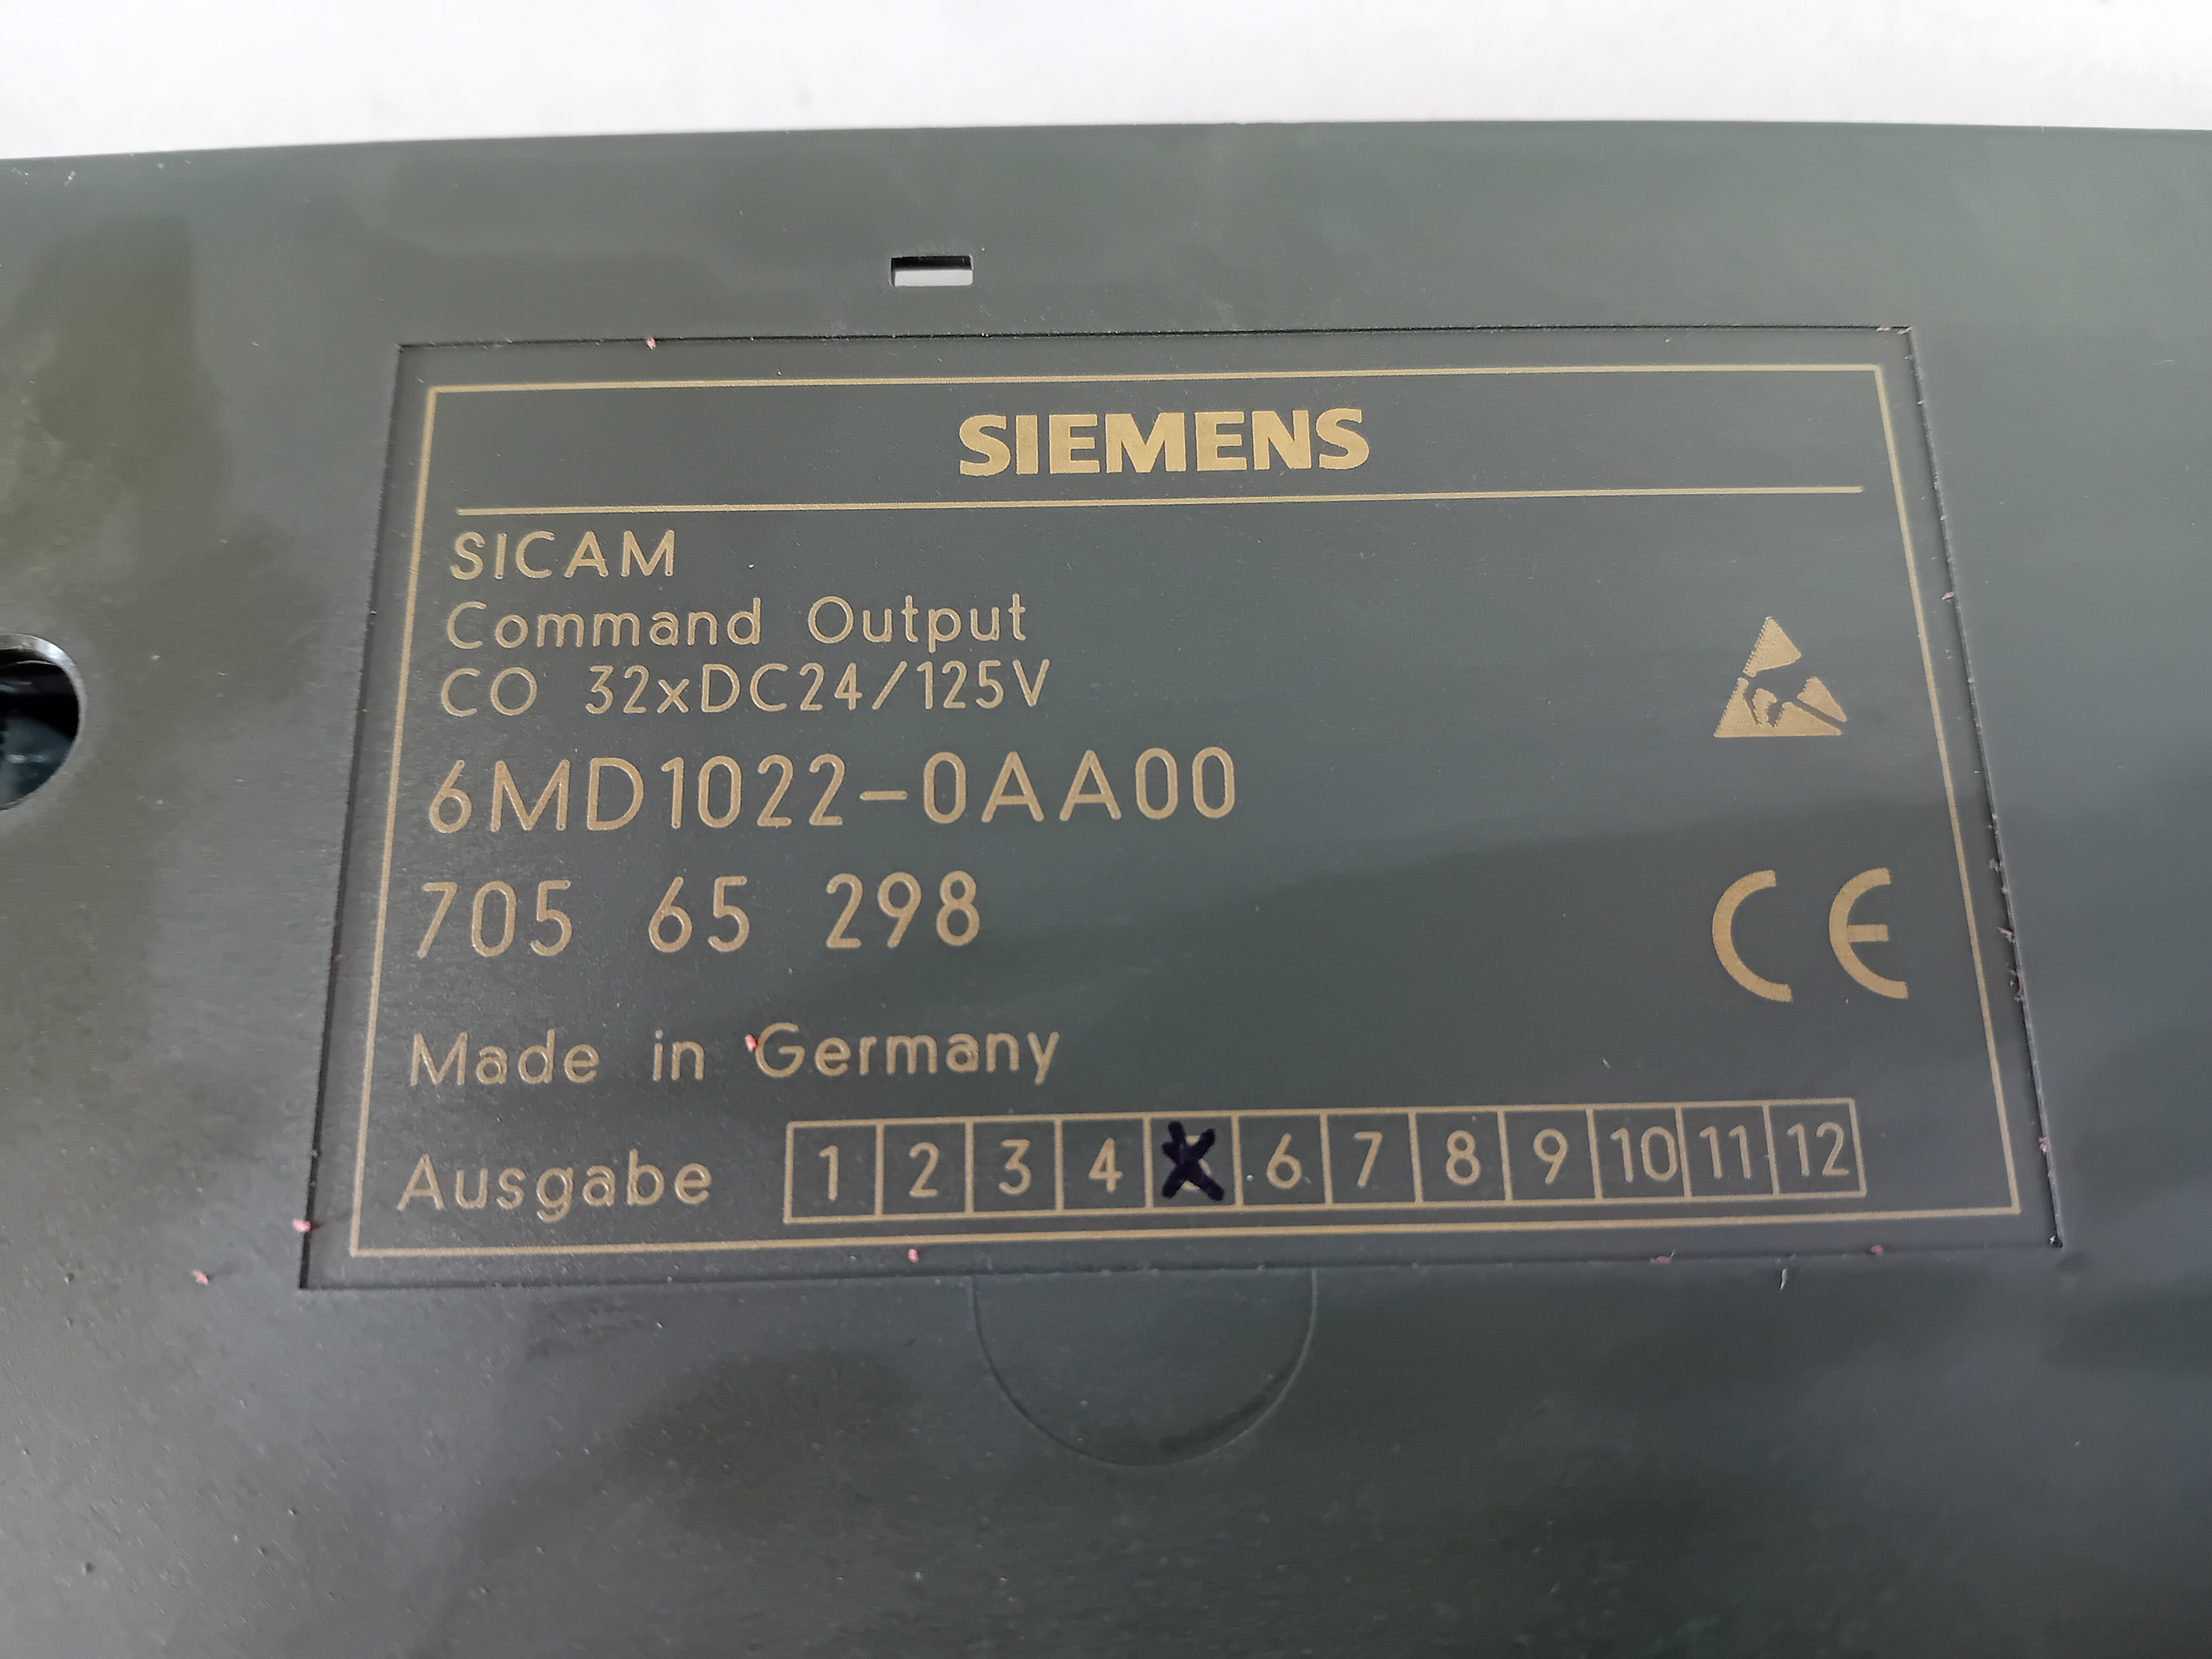 SIEMENS
SICAM
Command Output
CO 32xDC24/125V
6MD1022-0AA00
705 65 298
CE
Made in Germany
Ausgabe 1 2 3 4 6 7 8 9 10 11 12